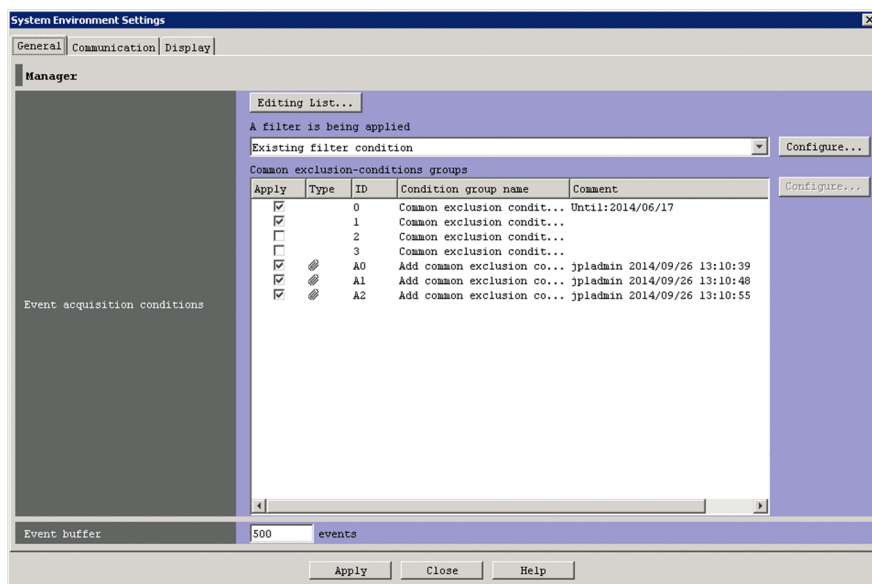 System Environment Settings
General Communication Display
Manager
Editing List...
A filter is being applied
Existing filter condition Configure...
Common exclusion-conditions groups
Configure...
Apply Type ID Condition group name Comment
0 Common exclusion condit... Until:2014/06/17
1 Common exclusion condit...
2 Common exclusion condit...
3 Common exclusion condit...
A0 Add common exclusion co... jpladmin 2014/09/26 13:10:39
A1 Add common exclusion co... jpladmin 2014/09/26 13:10:48
A2 Add common exclusion co... jpladmin 2014/09/26 13:10:55
Event acquisition conditions
Event buffer 500 events
Apply Close Help